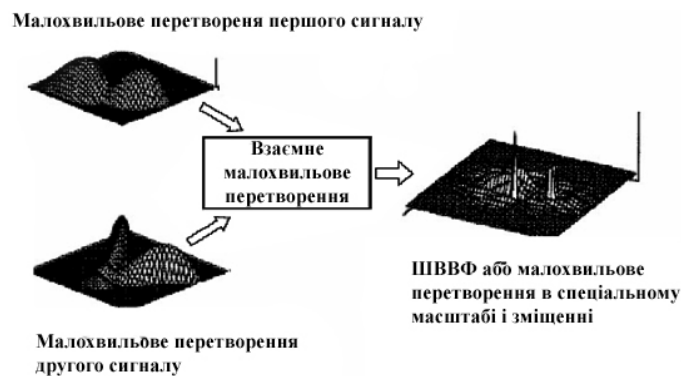 Малохвильове перетвореня першого сигналу
Взаємне
малохвильове
перетворення
ШВВФ або малохвильове
перетворення в спеціальному
масштабі і зміщенні
Малохвильове перетворення
другого сигналу